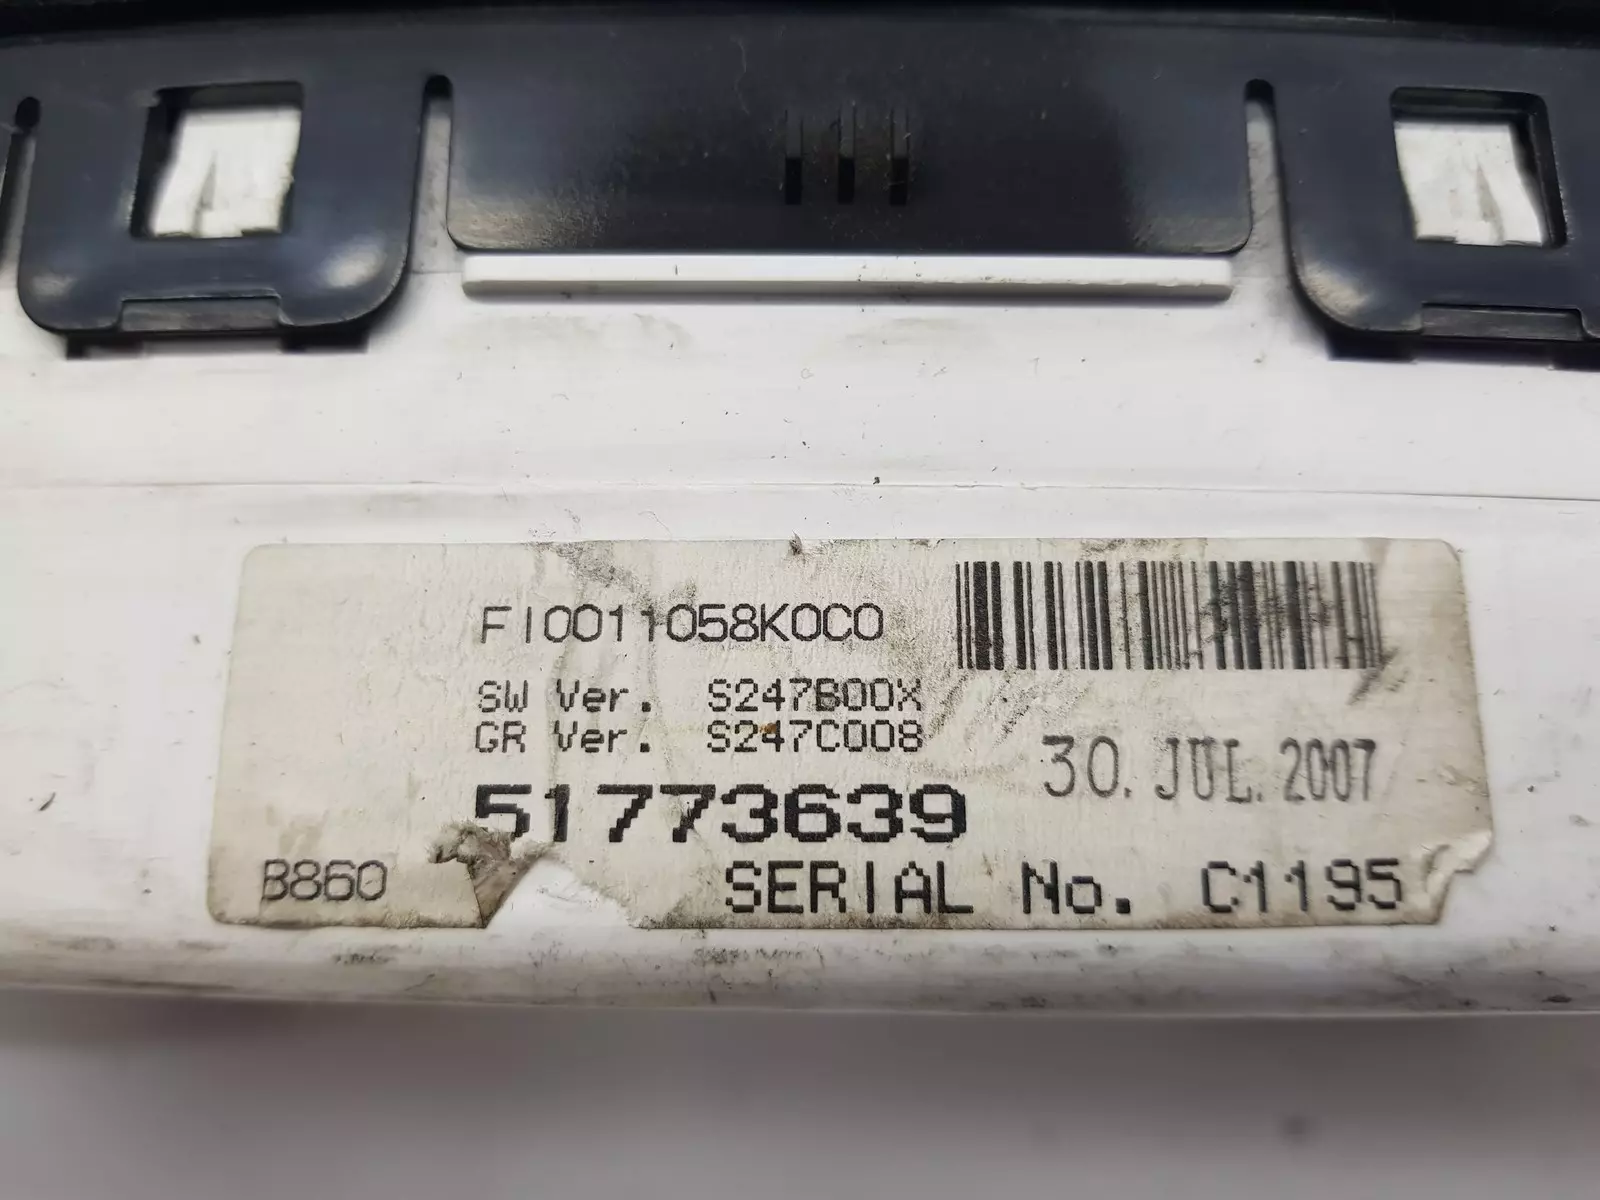 FI0011058K0C0
SW Ver. S247B00X
GR Ver. S247C008
30. JUL. 2007
51773639
B860
SERIAL No. C1195